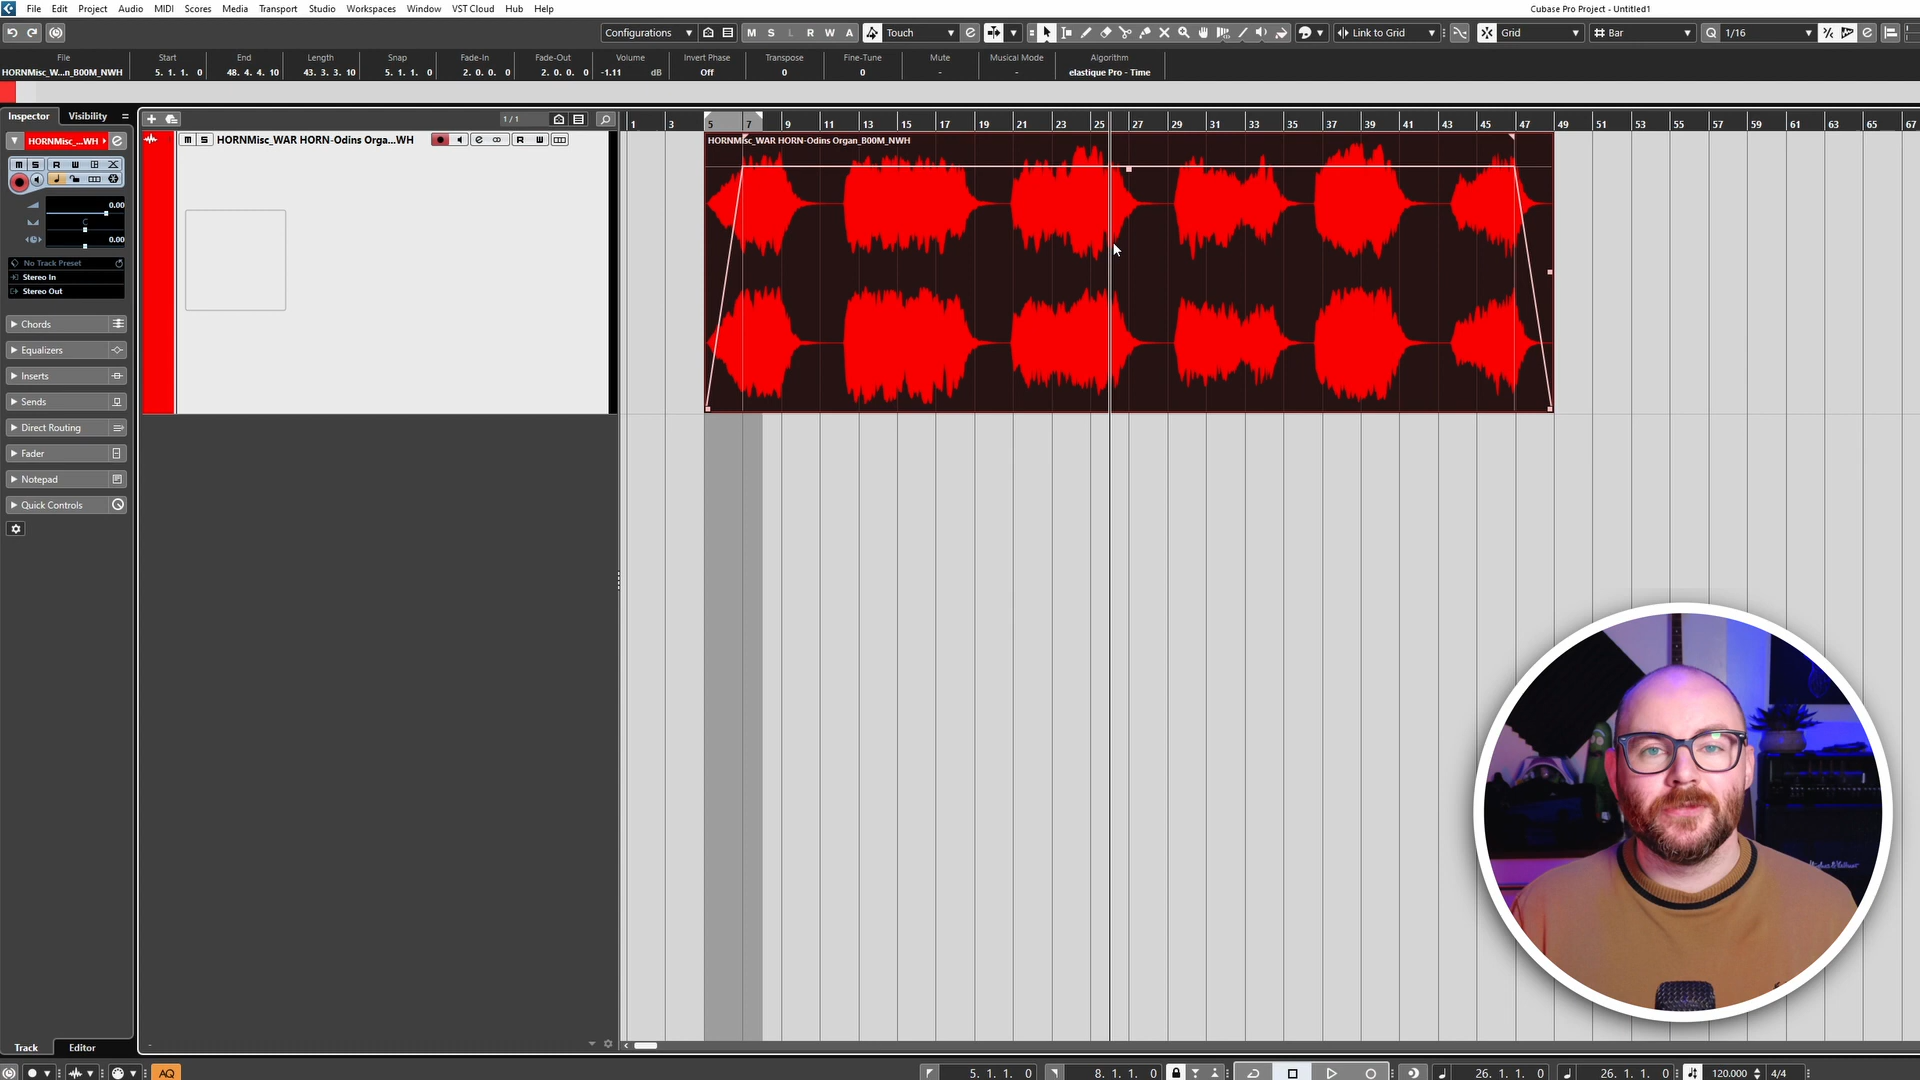 File Edit Project Audio MIDI Scores Media Transport Studio Workspaces Window VST Cloud Hub Help
Cubase Pro Project - Untitled1
Configurations M S L R W A Touch Link to Grid Grid Bar Q 1/16
File Start End Length Snap Fade-In Fade-Out Volume Invert Phase Transpose Fine-Tune Mute Musical Mode Algorithm
HORNMisc_W...n_B00M_NWH 5. 1. 1. 0 48. 4. 4. 10 43. 3. 3. 10 5. 1. 1. 0 2. 0. 0. 0 2. 0. 0. 0 -1.11 dB Off 0 0 - - elastique Pro - Time
Inspector Visibility
1 / 1
1 3 5 7 9 11 13 15 17 19 21 23 25 27 29 31 33 35 37 39 41 43 45 47 49 51 53 55 57 59 61 63 65 67
HORNMisc_...WH
M S HORNMisc_WAR HORN-Odins Orga...WH R W
HORNMisc_WAR HORN-Odins Organ_B00M_NWH
M S R W
0.00
C
0.00
No Track Preset
Stereo In
Stereo Out
Chords
Equalizers
Inserts
Sends
Direct Routing
Fader
Notepad
Quick Controls
Track Editor
AQ 5. 1. 1. 0 8. 1. 1. 0 26. 1. 1. 0 26. 1. 1. 0 120.000 4/4